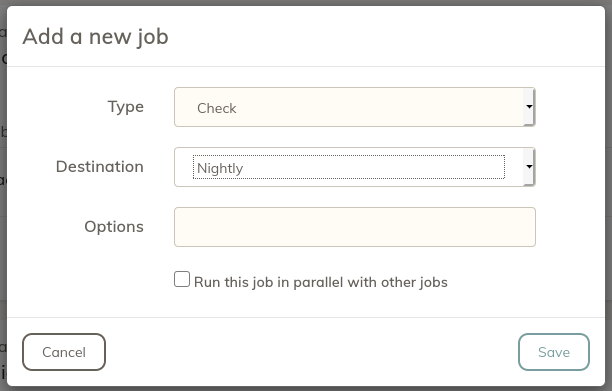 Add a new job
Type Check
Destination Nightly
Options
Run this job in parallel with other jobs
Cancel Save